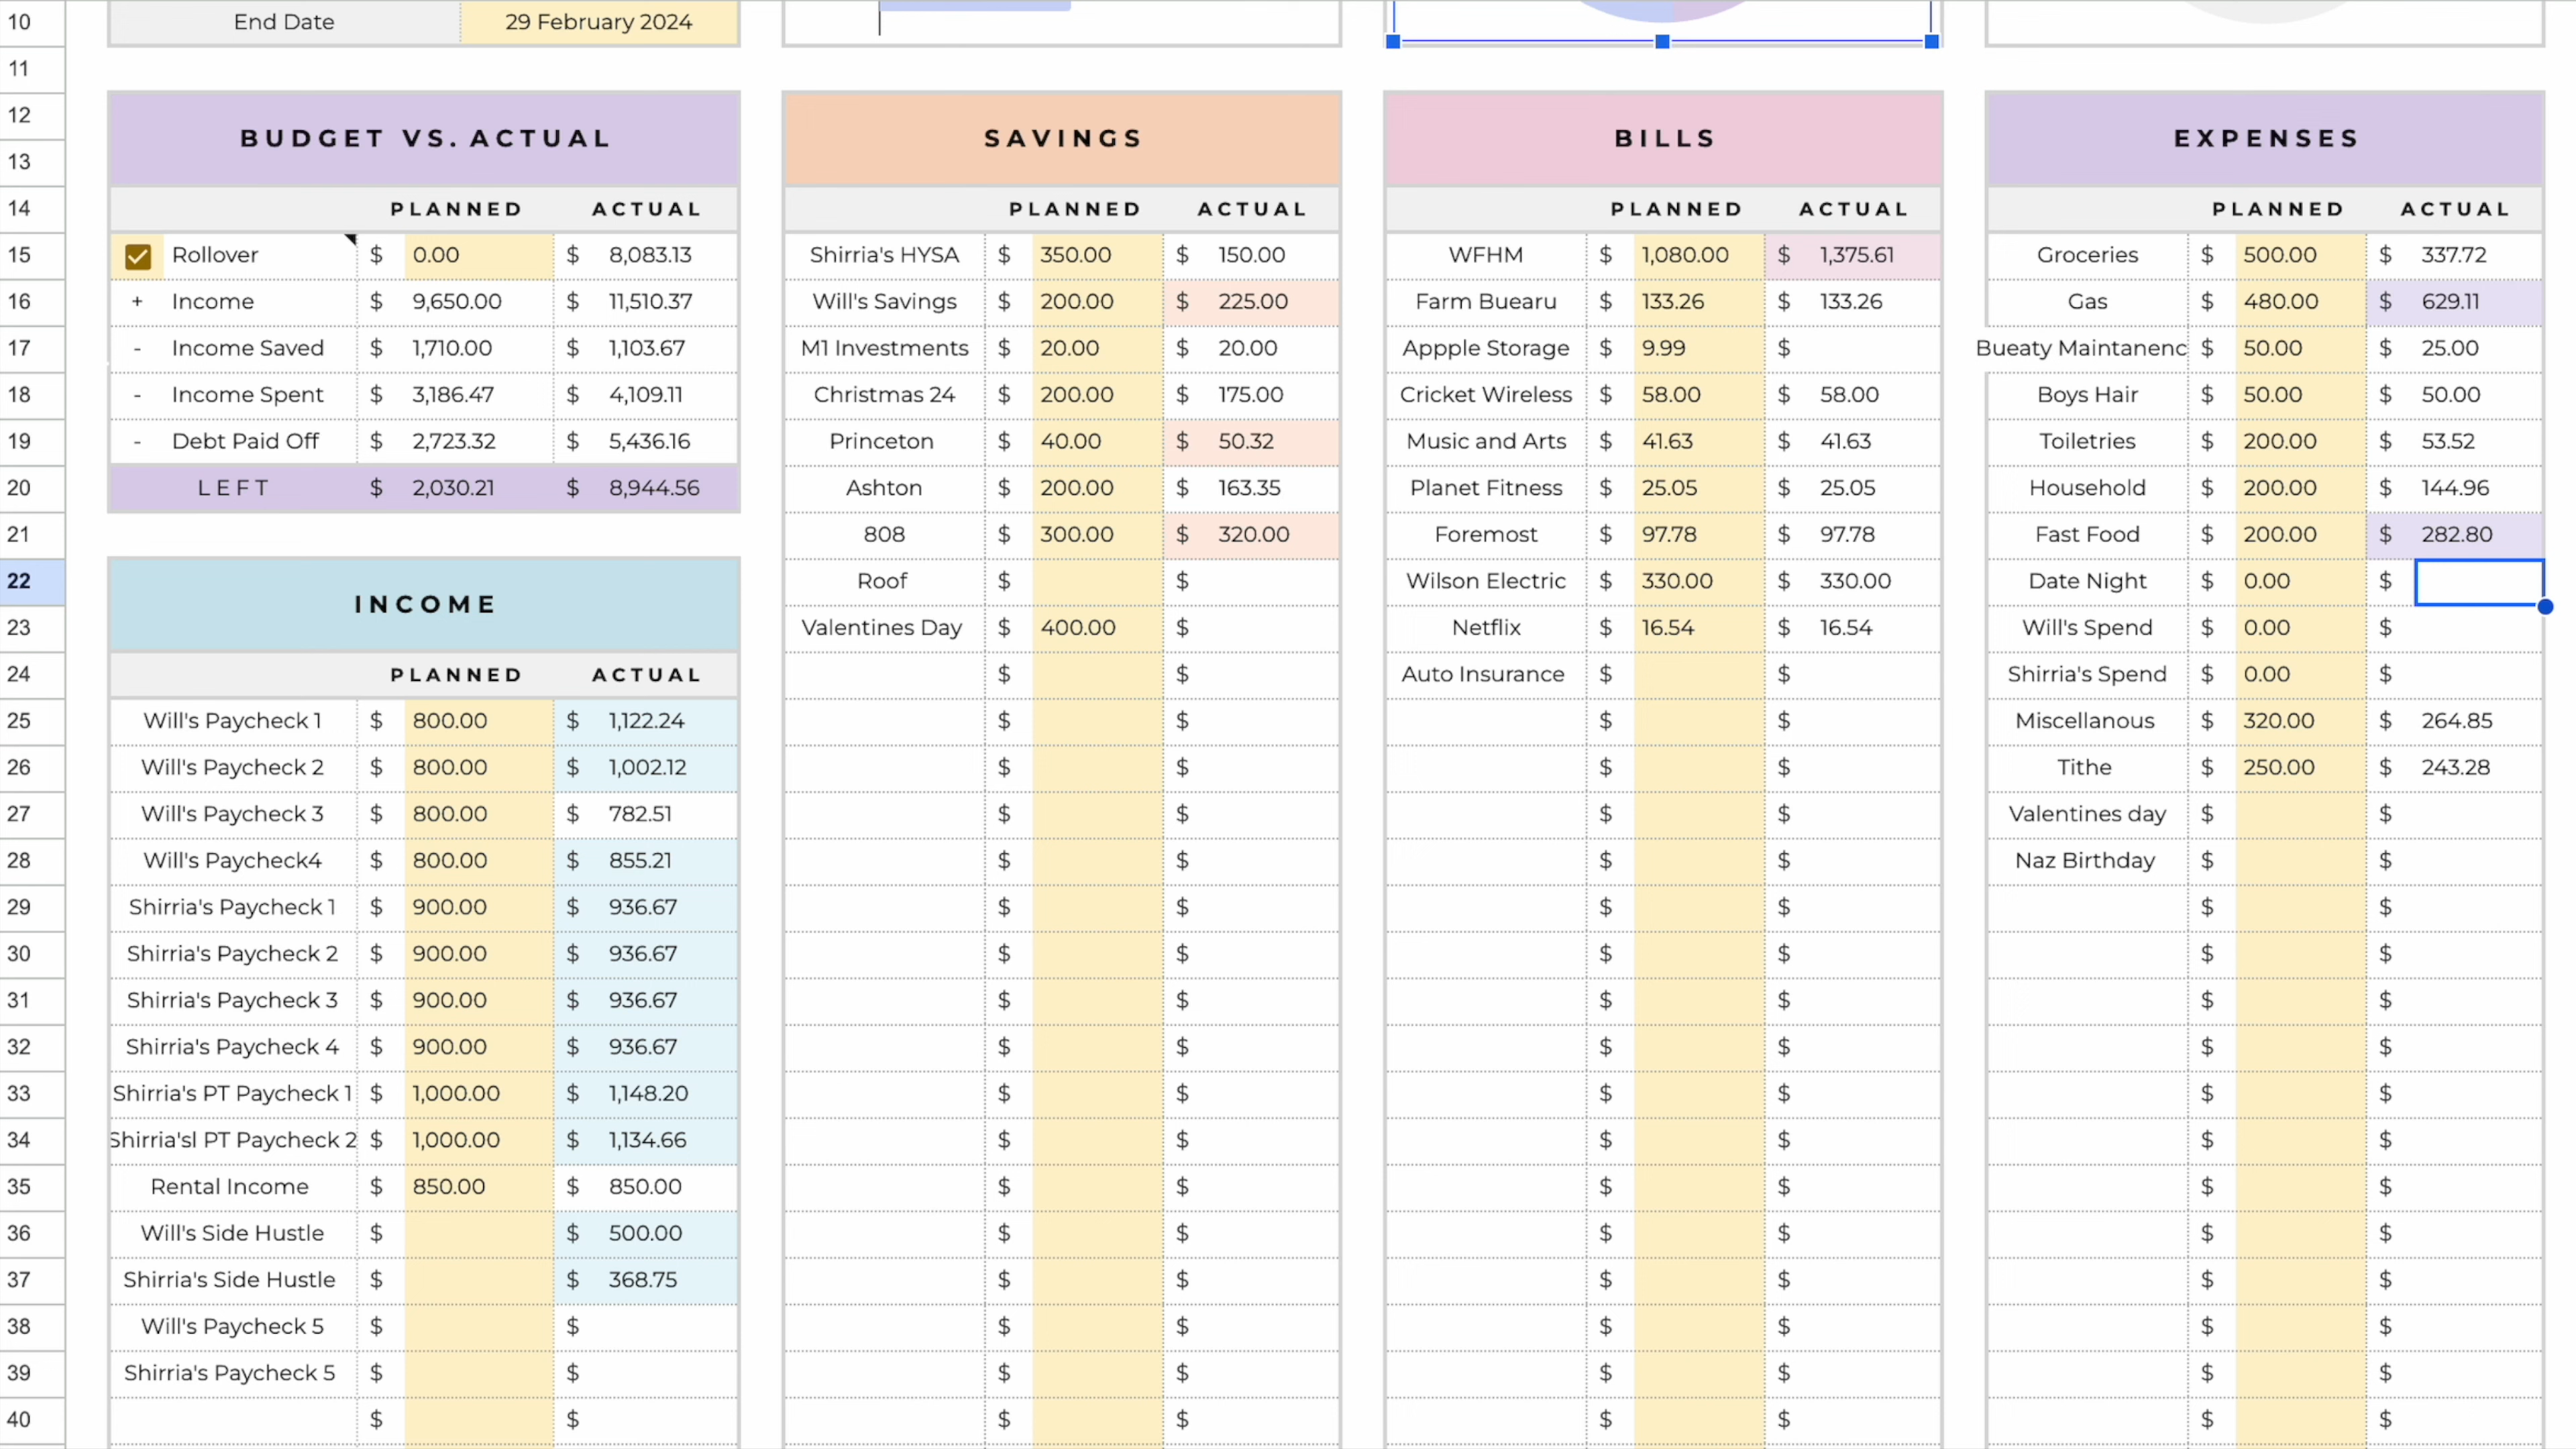 10 End Date 29 February 2024
11
12
BUDGET VS. ACTUAL SAVINGS BILLS EXPENSES
13
14 PLANNED ACTUAL PLANNED ACTUAL PLANNED ACTUAL PLANNED ACTUAL
15 Rollover $ 0.00 $ 8,083.13 Shirria's HYSA $ 350.00 $ 150.00 WFHM $ 1,080.00 $ 1,375.61 Groceries $ 500.00 $ 337.72
16 + Income $ 9,650.00 $ 11,510.37 Will's Savings $ 200.00 $ 225.00 Farm Buearu $ 133.26 $ 133.26 Gas $ 480.00 $ 629.11
17 - Income Saved $ 1,710.00 $ 1,103.67 M1 Investments $ 20.00 $ 20.00 Appple Storage $ 9.99 $ Bueaty Maintanenc $ 50.00 $ 25.00
18 - Income Spent $ 3,186.47 $ 4,109.11 Christmas 24 $ 200.00 $ 175.00 Cricket Wireless $ 58.00 $ 58.00 Boys Hair $ 50.00 $ 50.00
19 - Debt Paid Off $ 2,723.32 $ 5,436.16 Princeton $ 40.00 $ 50.32 Music and Arts $ 41.63 $ 41.63 Toiletries $ 200.00 $ 53.52
20 LEFT $ 2,030.21 $ 8,944.56 Ashton $ 200.00 $ 163.35 Planet Fitness $ 25.05 $ 25.05 Household $ 200.00 $ 144.96
21 808 $ 300.00 $ 320.00 Foremost $ 97.78 $ 97.78 Fast Food $ 200.00 $ 282.80
22 Roof $ $ Wilson Electric $ 330.00 $ 330.00 Date Night $ 0.00 $
INCOME
23 Valentines Day $ 400.00 $ Netflix $ 16.54 $ 16.54 Will's Spend $ 0.00 $
24 PLANNED ACTUAL $ $ Auto Insurance $ $ Shirria's Spend $ 0.00 $
25 Will's Paycheck 1 $ 800.00 $ 1,122.24 $ $ $ $ Miscellanous $ 320.00 $ 264.85
26 Will's Paycheck 2 $ 800.00 $ 1,002.12 $ $ $ $ Tithe $ 250.00 $ 243.28
27 Will's Paycheck 3 $ 800.00 $ 782.51 $ $ $ $ Valentines day $ $
28 Will's Paycheck4 $ 800.00 $ 855.21 $ $ $ $ Naz Birthday $ $
29 Shirria's Paycheck 1 $ 900.00 $ 936.67 $ $ $ $ $ $
30 Shirria's Paycheck 2 $ 900.00 $ 936.67 $ $ $ $ $ $
31 Shirria's Paycheck 3 $ 900.00 $ 936.67 $ $ $ $ $ $
32 Shirria's Paycheck 4 $ 900.00 $ 936.67 $ $ $ $ $ $
33 Shirria's PT Paycheck 1 $ 1,000.00 $ 1,148.20 $ $ $ $ $ $
34 Shirria'sl PT Paycheck 2 $ 1,000.00 $ 1,134.66 $ $ $ $ $ $
35 Rental Income $ 850.00 $ 850.00 $ $ $ $ $ $
36 Will's Side Hustle $ $ 500.00 $ $ $ $ $ $
37 Shirria's Side Hustle $ $ 368.75 $ $ $ $ $ $
38 Will's Paycheck 5 $ $ $ $ $ $ $ $
39 Shirria's Paycheck 5 $ $ $ $ $ $ $ $
40 $ $ $ $ $ $ $ $